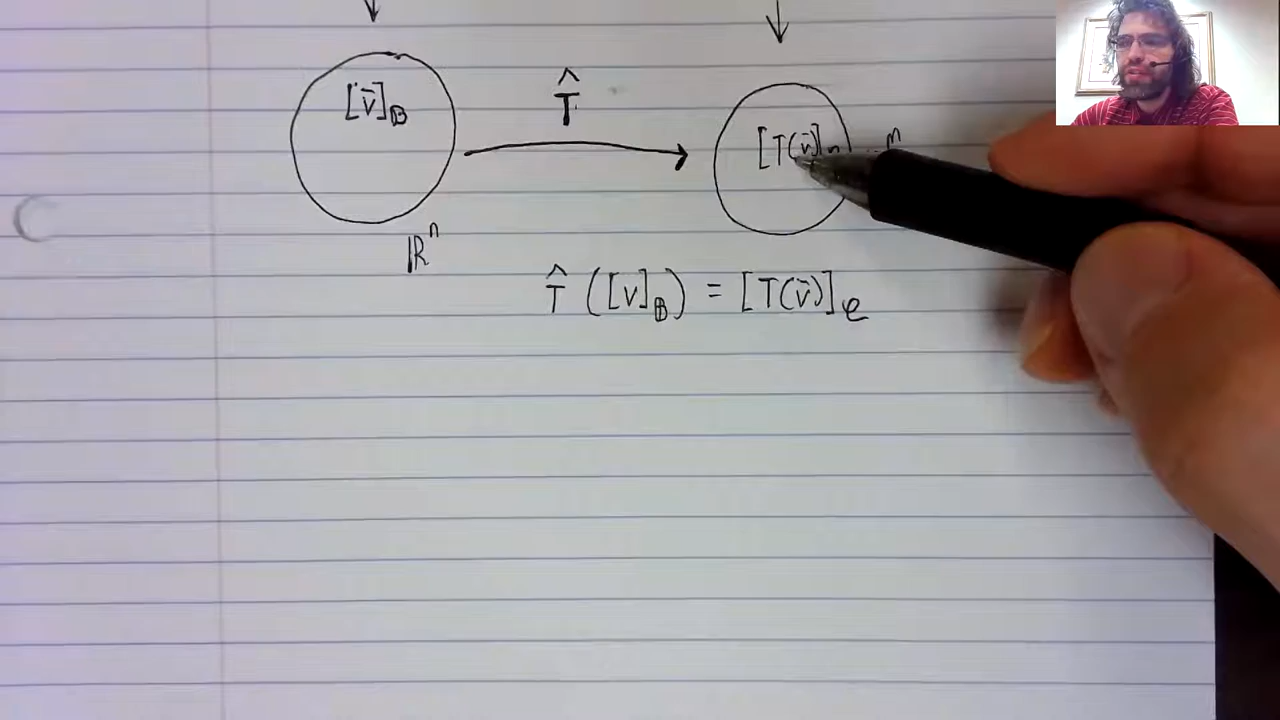 [v̄]_𝔹
T̂
[T(v̄)]
m
ℝⁿ
T̂ ([v]_𝔹) = [T(v̄)]_𝒞